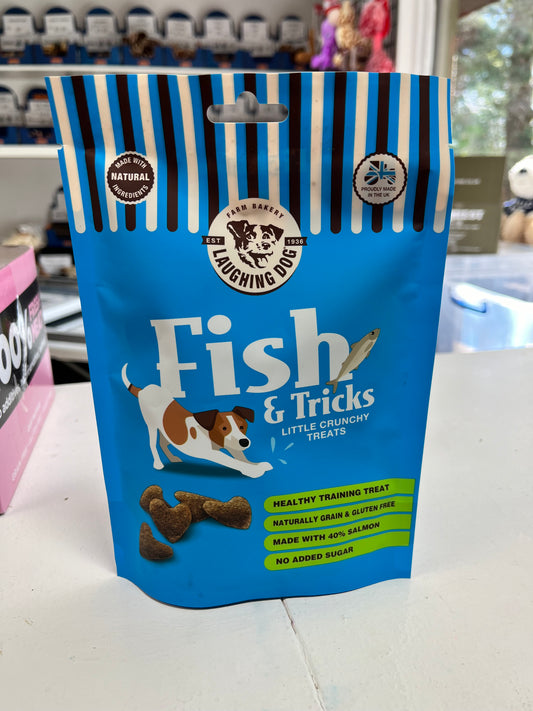 MADE WITH
NATURAL
INGREDIENTS
PROUDLY MADE
IN THE UK
FARM BAKERY
EST 1936
LAUGHING DOG
Fish
& Tricks
LITTLE CRUNCHY
TREATS
HEALTHY TRAINING TREAT
NATURALLY GRAIN & GLUTEN FREE
MADE WITH 40% SALMON
NO ADDED SUGAR